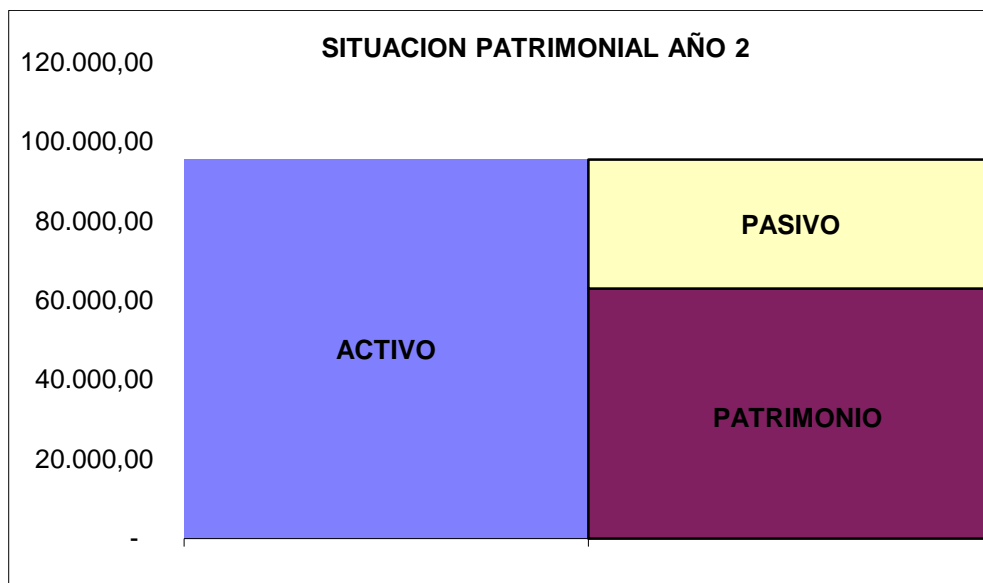 SITUACION PATRIMONIAL AÑO 2
120.000,00
100.000,00
80.000,00
60.000,00
40.000,00
20.000,00
-
ACTIVO
PASIVO
PATRIMONIO